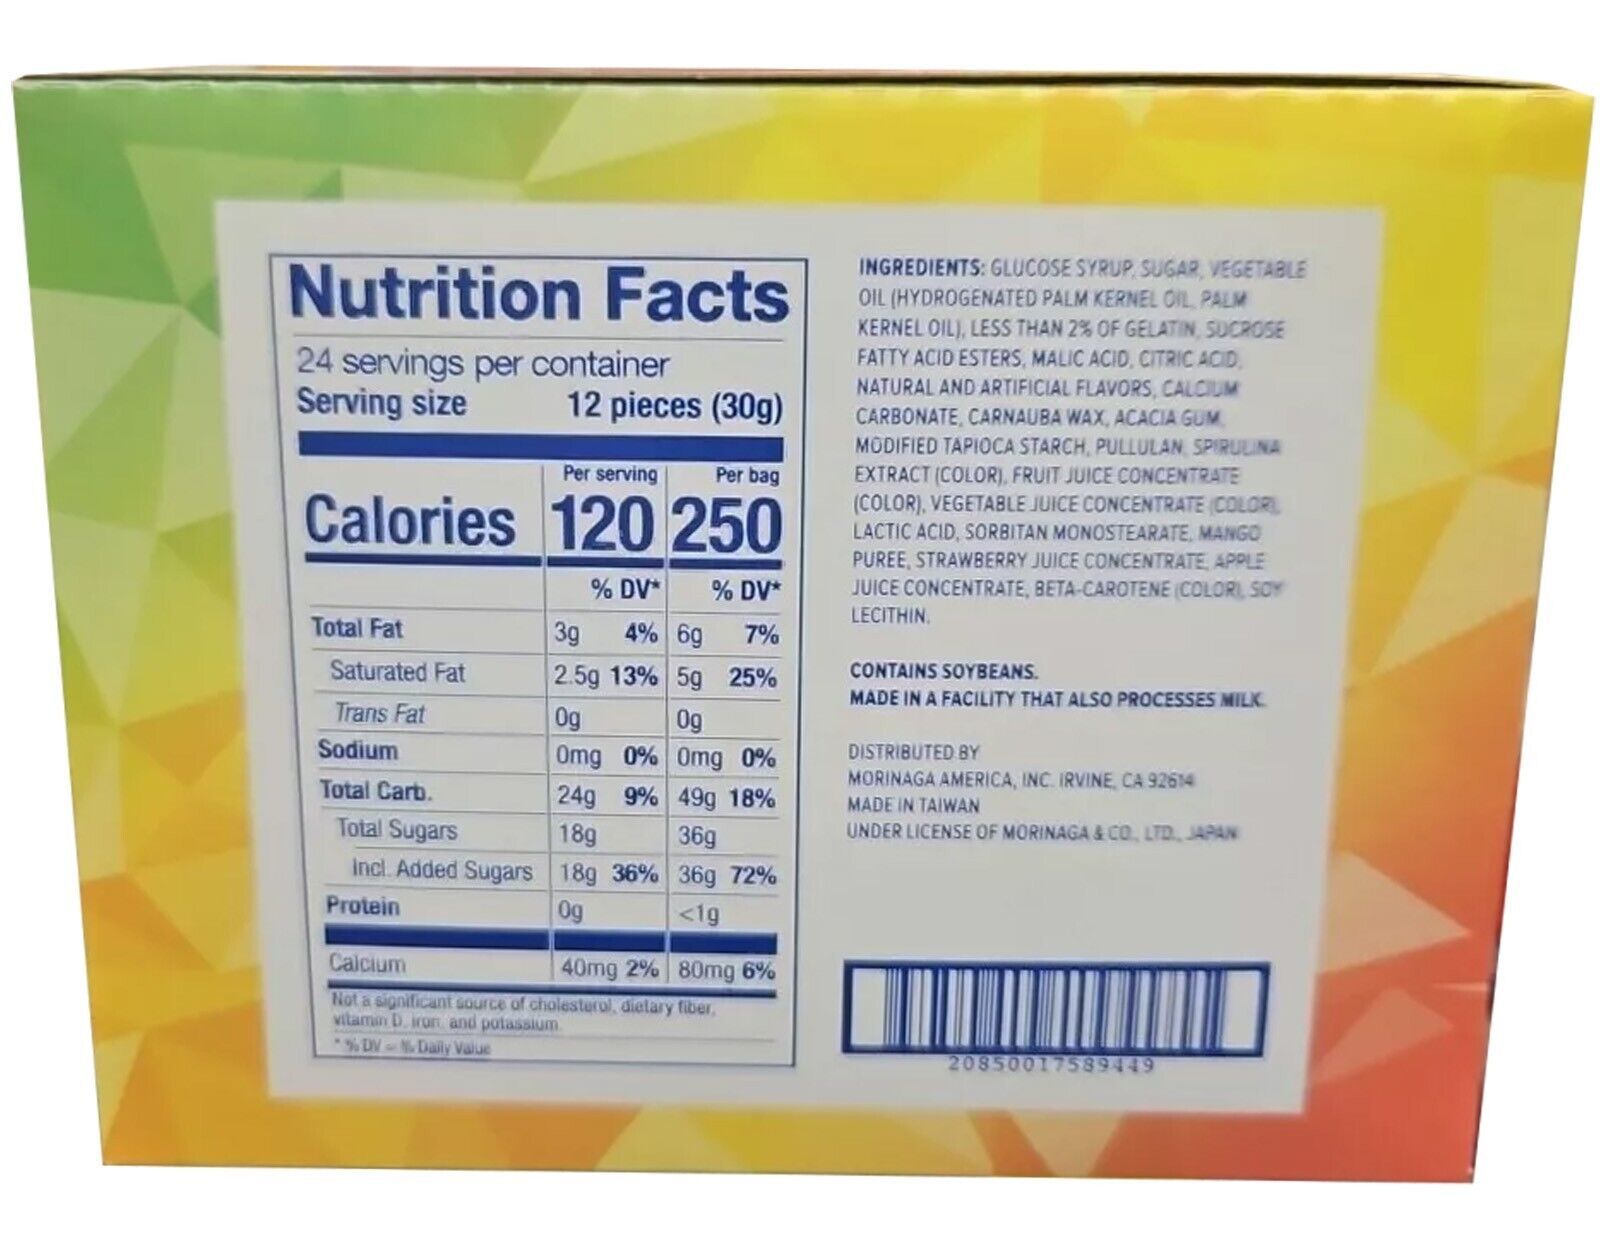 Nutrition Facts
24 servings per container
Serving size 12 pieces (30g)
Per serving Per bag
Calories 120 250
% DV* % DV*
Total Fat 3g 4% 6g 7%
Saturated Fat 2.5g 13% 5g 25%
Trans Fat 0g 0g
Sodium 0mg 0% 0mg 0%
Total Carb. 24g 9% 49g 18%
Total Sugars 18g 36g
Incl. Added Sugars 18g 36% 36g 72%
Protein 0g <1g
Calcium 40mg 2% 80mg 6%
Not a significant source of cholesterol, dietary fiber,
vitamin D, iron, and potassium.
* % DV = % Daily Value
INGREDIENTS: GLUCOSE SYRUP, SUGAR, VEGETABLE
OIL (HYDROGENATED PALM KERNEL OIL, PALM
KERNEL OIL), LESS THAN 2% OF GELATIN, SUCROSE
FATTY ACID ESTERS, MALIC ACID, CITRIC ACID,
NATURAL AND ARTIFICIAL FLAVORS, CALCIUM
CARBONATE, CARNAUBA WAX, ACACIA GUM,
MODIFIED TAPIOCA STARCH, PULLULAN, SPIRULINA
EXTRACT (COLOR), FRUIT JUICE CONCENTRATE
(COLOR), VEGETABLE JUICE CONCENTRATE (COLOR),
LACTIC ACID, SORBITAN MONOSTEARATE, MANGO
PUREE, STRAWBERRY JUICE CONCENTRATE, APPLE
JUICE CONCENTRATE, BETA-CAROTENE (COLOR), SOY
LECITHIN.
CONTAINS SOYBEANS.
MADE IN A FACILITY THAT ALSO PROCESSES MILK.
DISTRIBUTED BY
MORINAGA AMERICA, INC. IRVINE, CA 92614
MADE IN TAIWAN
UNDER LICENSE OF MORINAGA & CO., LTD., JAPAN
20850017589449